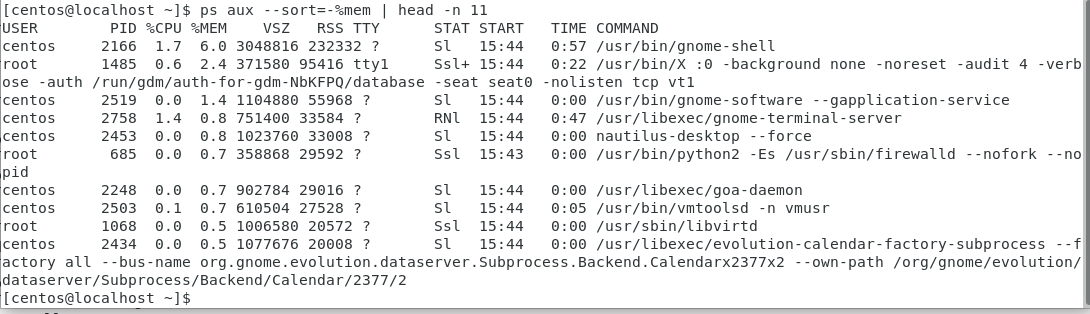 [centos@localhost ~]$ ps aux --sort=-%mem | head -n 11
USER       PID %CPU %MEM    VSZ   RSS TTY      STAT START   TIME COMMAND
centos    2166  1.7  6.0 3048816 232332 ?      Sl   15:44   0:57 /usr/bin/gnome-shell
root      1485  0.6  2.4 371580 95416 tty1     Ssl+ 15:44   0:22 /usr/bin/X :0 -background none -noreset -audit 4 -verb
ose -auth /run/gdm/auth-for-gdm-NbKFPQ/database -seat seat0 -nolisten tcp vt1
centos    2519  0.0  1.4 1104880 55968 ?       Sl   15:44   0:00 /usr/bin/gnome-software --gapplication-service
centos    2758  1.4  0.8 751400 33584 ?        RNl  15:44   0:47 /usr/libexec/gnome-terminal-server
centos    2453  0.0  0.8 1023760 33008 ?       Sl   15:44   0:00 nautilus-desktop --force
root       685  0.0  0.7 358868 29592 ?        Ssl  15:43   0:00 /usr/bin/python2 -Es /usr/sbin/firewalld --nofork --no
pid
centos    2248  0.0  0.7 902784 29016 ?        Sl   15:44   0:00 /usr/libexec/goa-daemon
centos    2503  0.1  0.7 610504 27528 ?        Sl   15:44   0:05 /usr/bin/vmtoolsd -n vmusr
root      1068  0.0  0.5 1006580 20572 ?       Ssl  15:44   0:00 /usr/sbin/libvirtd
centos    2434  0.0  0.5 1077676 20008 ?       Sl   15:44   0:00 /usr/libexec/evolution-calendar-factory-subprocess --f
actory all --bus-name org.gnome.evolution.dataserver.Subprocess.Backend.Calendarx2377x2 --own-path /org/gnome/evolution/
dataserver/Subprocess/Backend/Calendar/2377/2
[centos@localhost ~]$